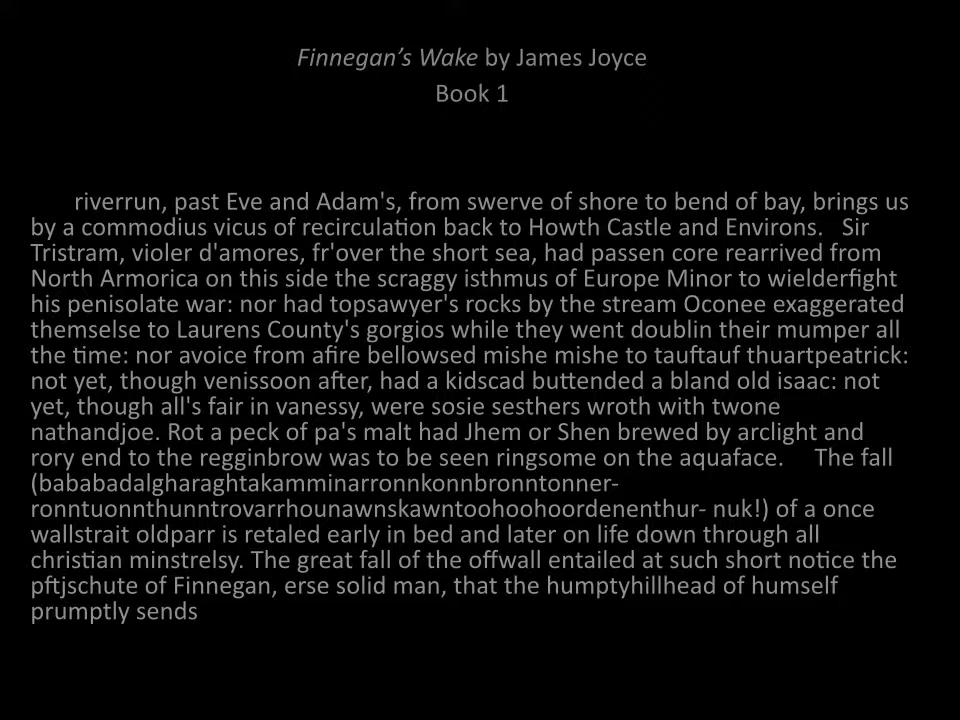 Finnegan’s Wake by James Joyce
Book 1
riverrun, past Eve and Adam's, from swerve of shore to bend of bay, brings us
by a commodius vicus of recirculation back to Howth Castle and Environs.   Sir
Tristram, violer d'amores, fr'over the short sea, had passen core rearrived from
North Armorica on this side the scraggy isthmus of Europe Minor to wielderfight
his penisolate war: nor had topsawyer's rocks by the stream Oconee exaggerated
themselse to Laurens County's gorgios while they went doublin their mumper all
the time: nor avoice from afire bellowsed mishe mishe to tauftauf thuartpeatrick:
not yet, though venissoon after, had a kidscad buttended a bland old isaac: not
yet, though all's fair in vanessy, were sosie sesthers wroth with twone
nathandjoe. Rot a peck of pa's malt had Jhem or Shen brewed by arclight and
rory end to the regginbrow was to be seen ringsome on the aquaface.     The fall
(bababadalgharaghtakamminarronnkonnbronntonner-
ronntuonnthunntrovarrhounawnskawntoohoohoordenenthur- nuk!) of a once
wallstrait oldparr is retaled early in bed and later on life down through all
christian minstrelsy. The great fall of the offwall entailed at such short notice the
pftjschute of Finnegan, erse solid man, that the humptyhillhead of humself
prumptly sends